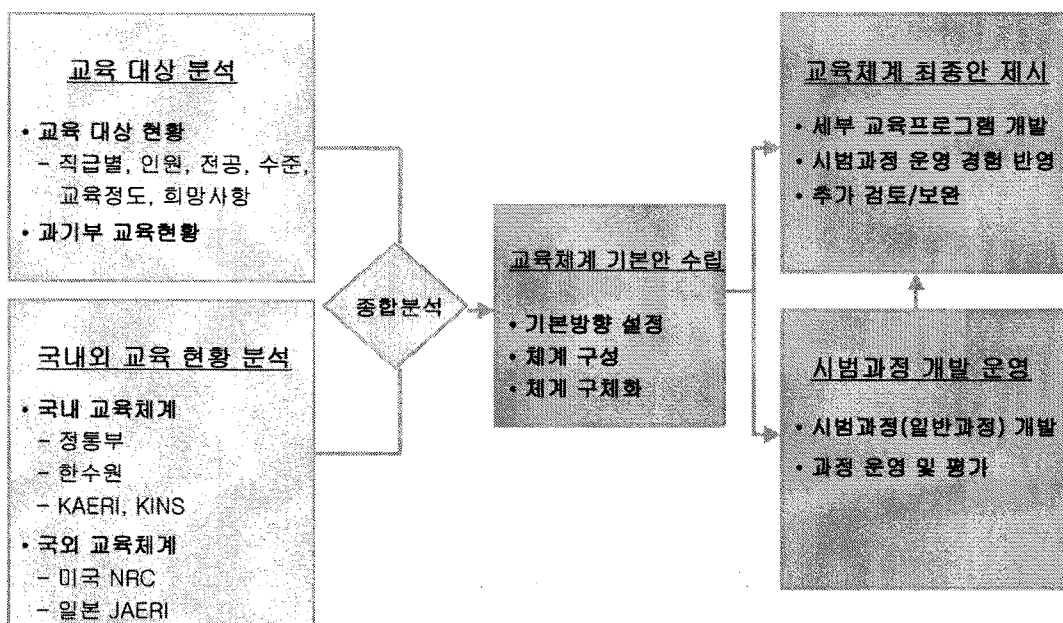 교육 대상 분석
• 교육 대상 현황
– 직급별, 인원, 전공, 수준,
교육정도, 희망사항
• 과기부 교육현황
국내외 교육 현황 분석
• 국내 교육체계
– 정통부
– 한수원
– KAERI, KINS
• 국외 교육체계
– 미국 NRC
– 일본 JAERI
종합분석
교육체계 기본안 수립
• 기본방향 설정
• 체계 구성
• 체계 구체화
교육체계 최종안 제시
• 세부 교육프로그램 개발
• 시범과정 운영 경험 반영
• 추가 검토/보완
시범과정 개발 운영
• 시범과정(일반과정) 개발
• 과정 운영 및 평가